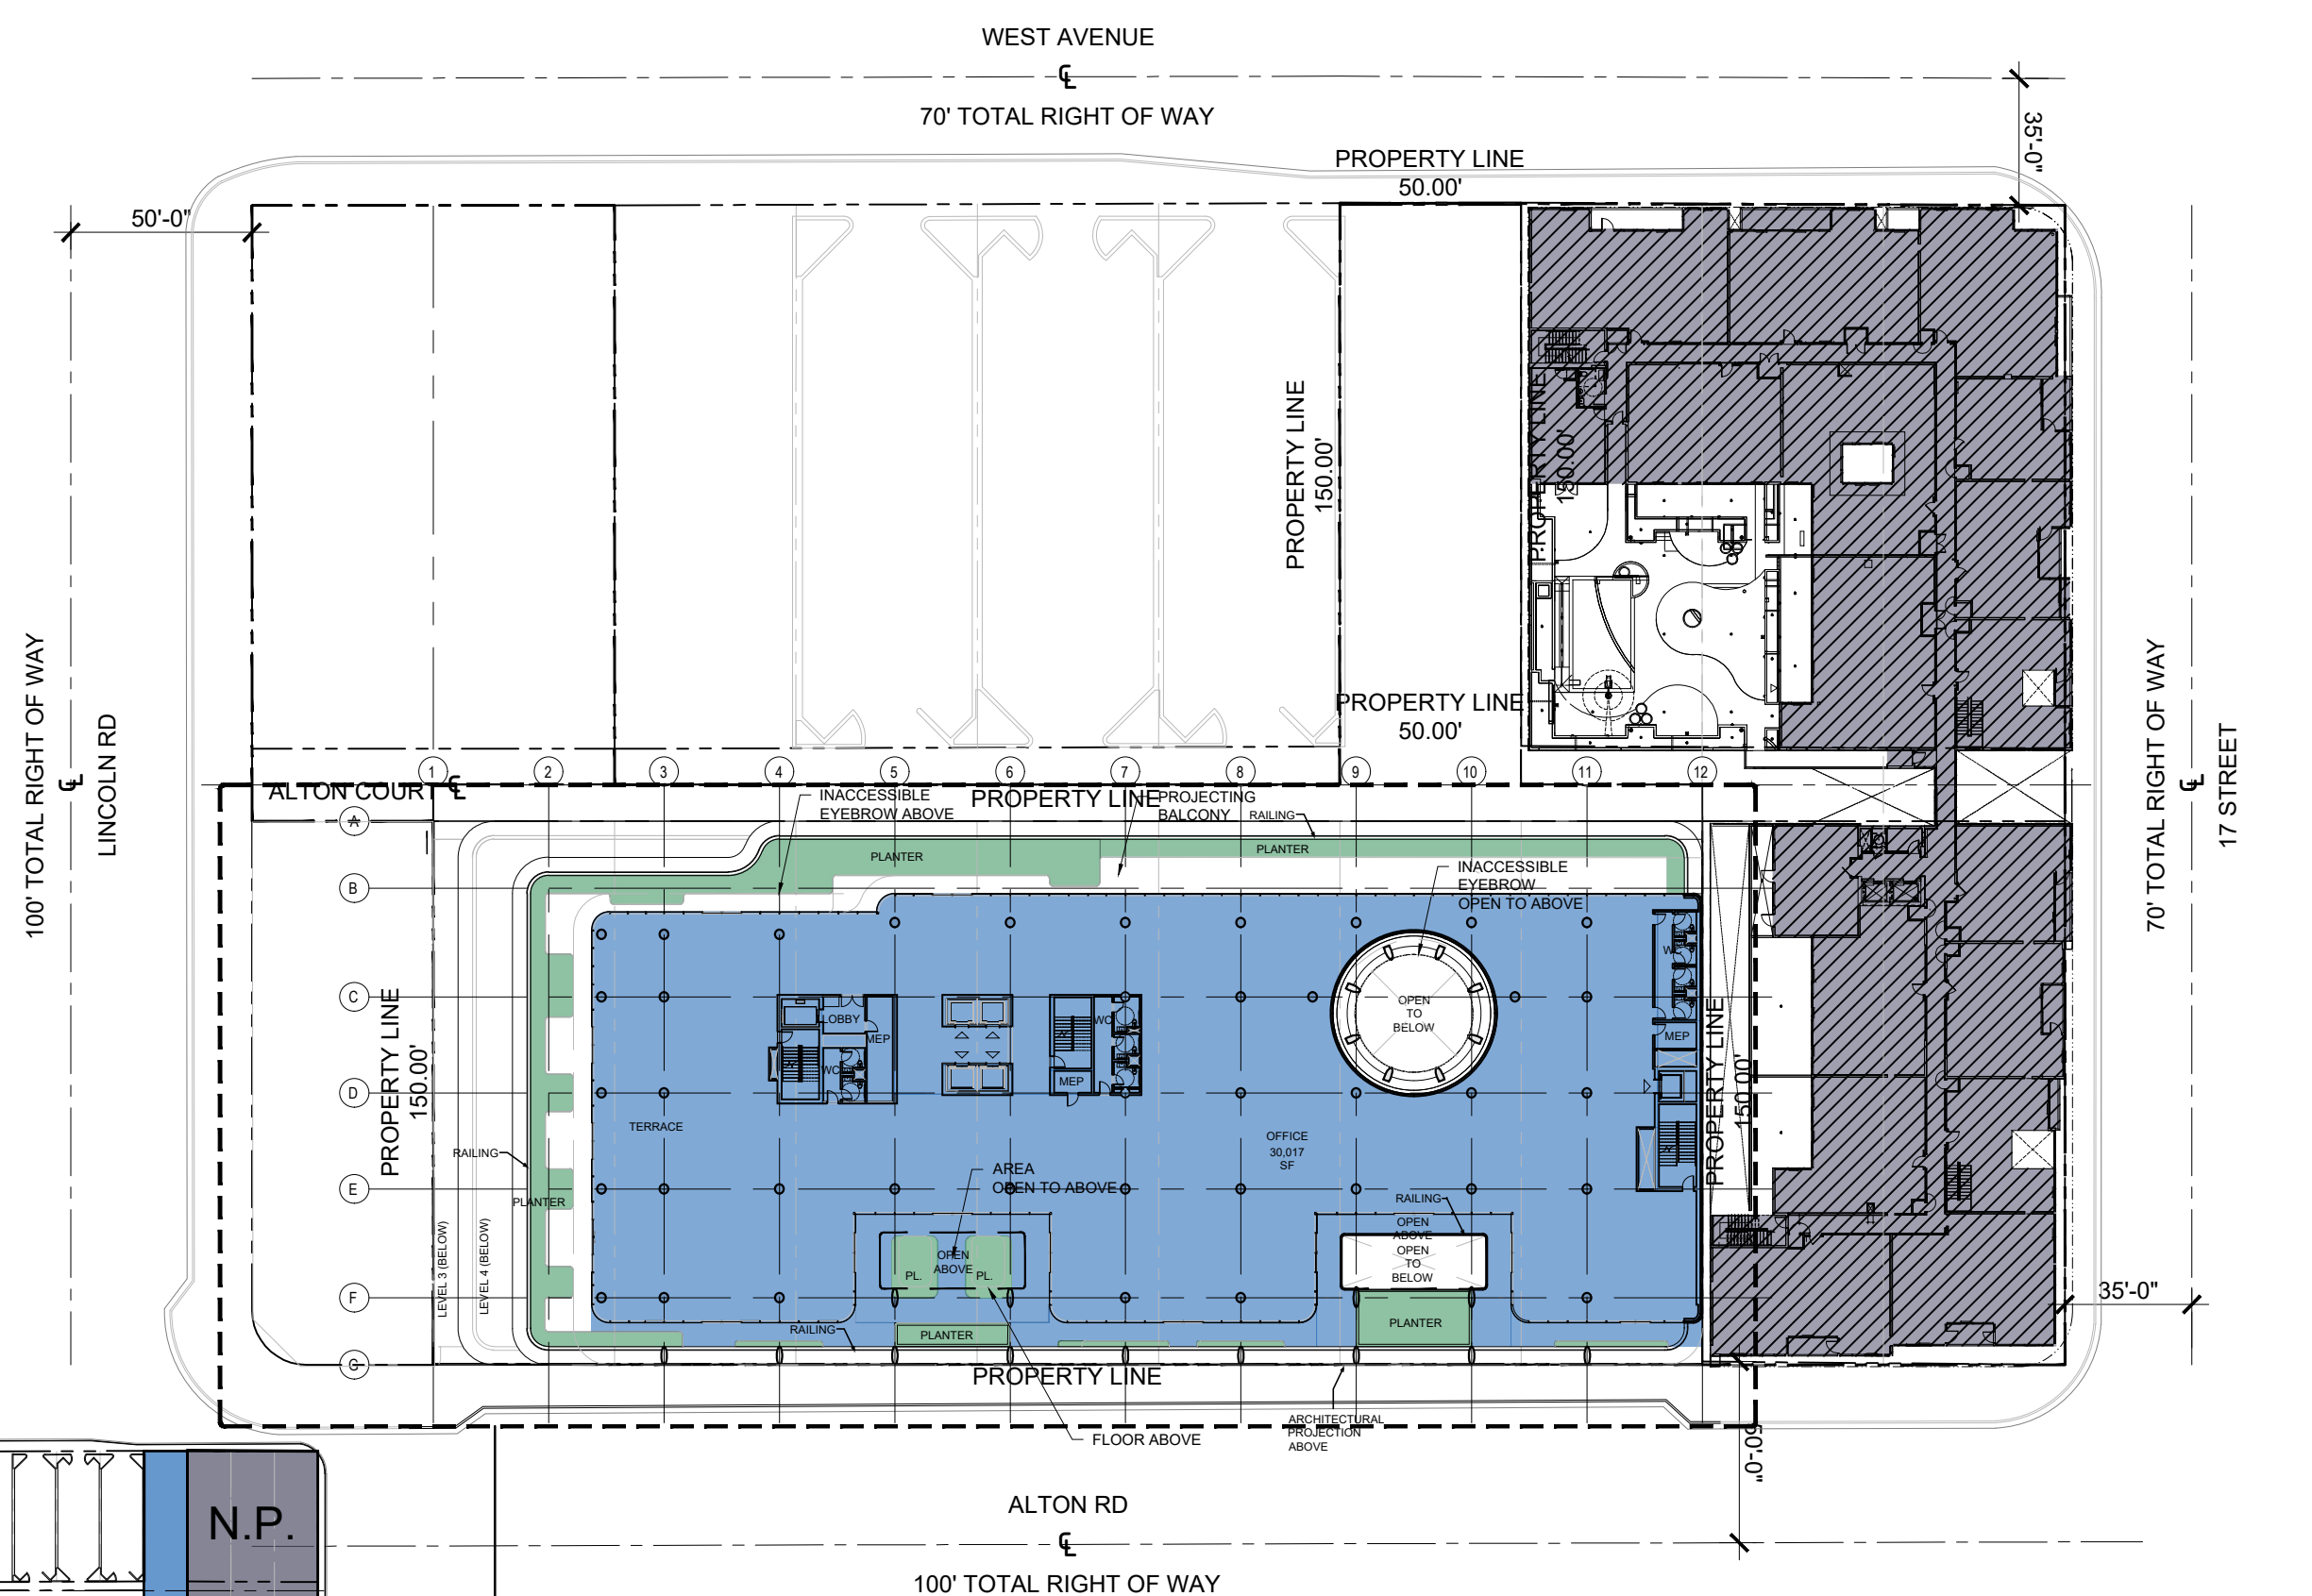 WEST AVENUE
℄
70' TOTAL RIGHT OF WAY
35'-0"
PROPERTY LINE
50.00'
50'-0"
PROPERTY LINE
150.00'
PROPERTY LINE
150.00'
100' TOTAL RIGHT OF WAY
℄
LINCOLN RD
70' TOTAL RIGHT OF WAY
℄
17 STREET
PROPERTY LINE
50.00'
1
2
3
4
5
6
7
8
9
10
11
12
ALTON COURT
℄
PROPERTY LINE
INACCESSIBLE
EYEBROW ABOVE
PROJECTING
BALCONY
RAILING
A
B
C
D
E
F
G
PLANTER
PLANTER
INACCESSIBLE
EYEBROW
OPEN TO ABOVE
OPEN
TO
BELOW
LOBBY
MEP
WC
WC
MEP
MEP
PROPERTY LINE
150.00'
PROPERTY LINE
150.00'
TERRACE
OFFICE
30,017
SF
RAILING
PLANTER
AREA
OPEN TO ABOVE
OPEN
ABOVE
PL.
PL.
RAILING
OPEN
ABOVE
OPEN
TO
BELOW
PLANTER
LEVEL 3 (BELOW)
LEVEL 4 (BELOW)
RAILING
PLANTER
35'-0"
PROPERTY LINE
FLOOR ABOVE
ARCHITECTURAL
PROJECTION
ABOVE
50'-0"
N.P.
ALTON RD
℄
100' TOTAL RIGHT OF WAY